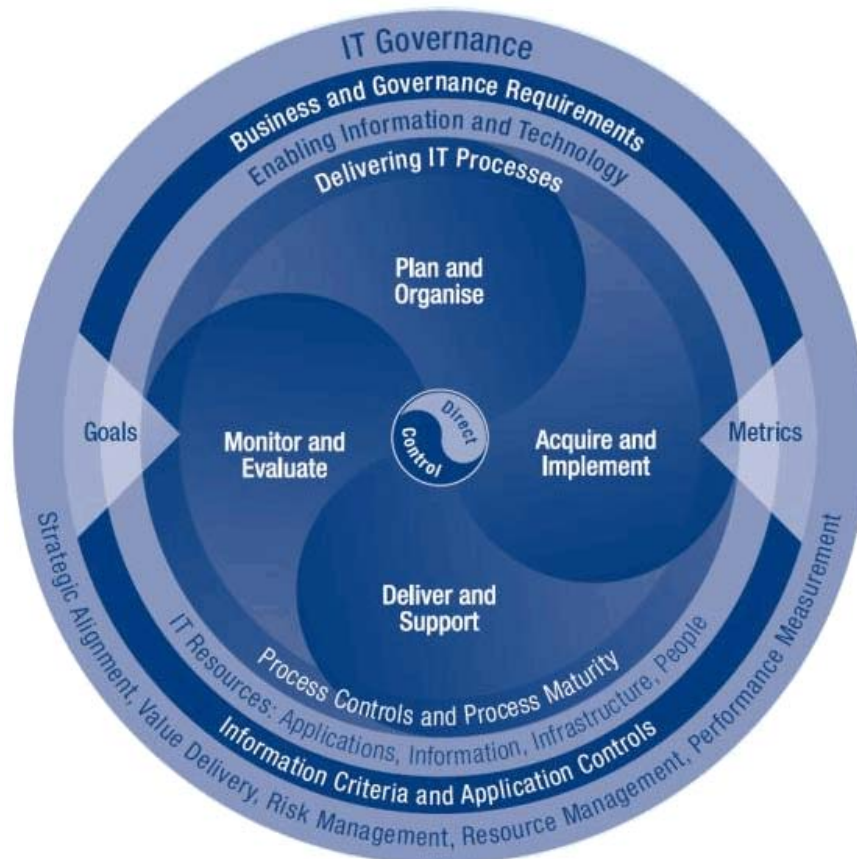 IT Governance
Business and Governance Requirements
Enabling Information and Technology
Delivering IT Processes
Plan and
Organise
Goals
Monitor and
Evaluate
Direct
Control
Acquire and
Implement
Metrics
Deliver and
Support
Process Controls and Process Maturity
IT Resources: Applications, Information, Infrastructure, People
Information Criteria and Application Controls
Strategic Alignment, Value Delivery, Risk Management, Resource Management, Performance Measurement